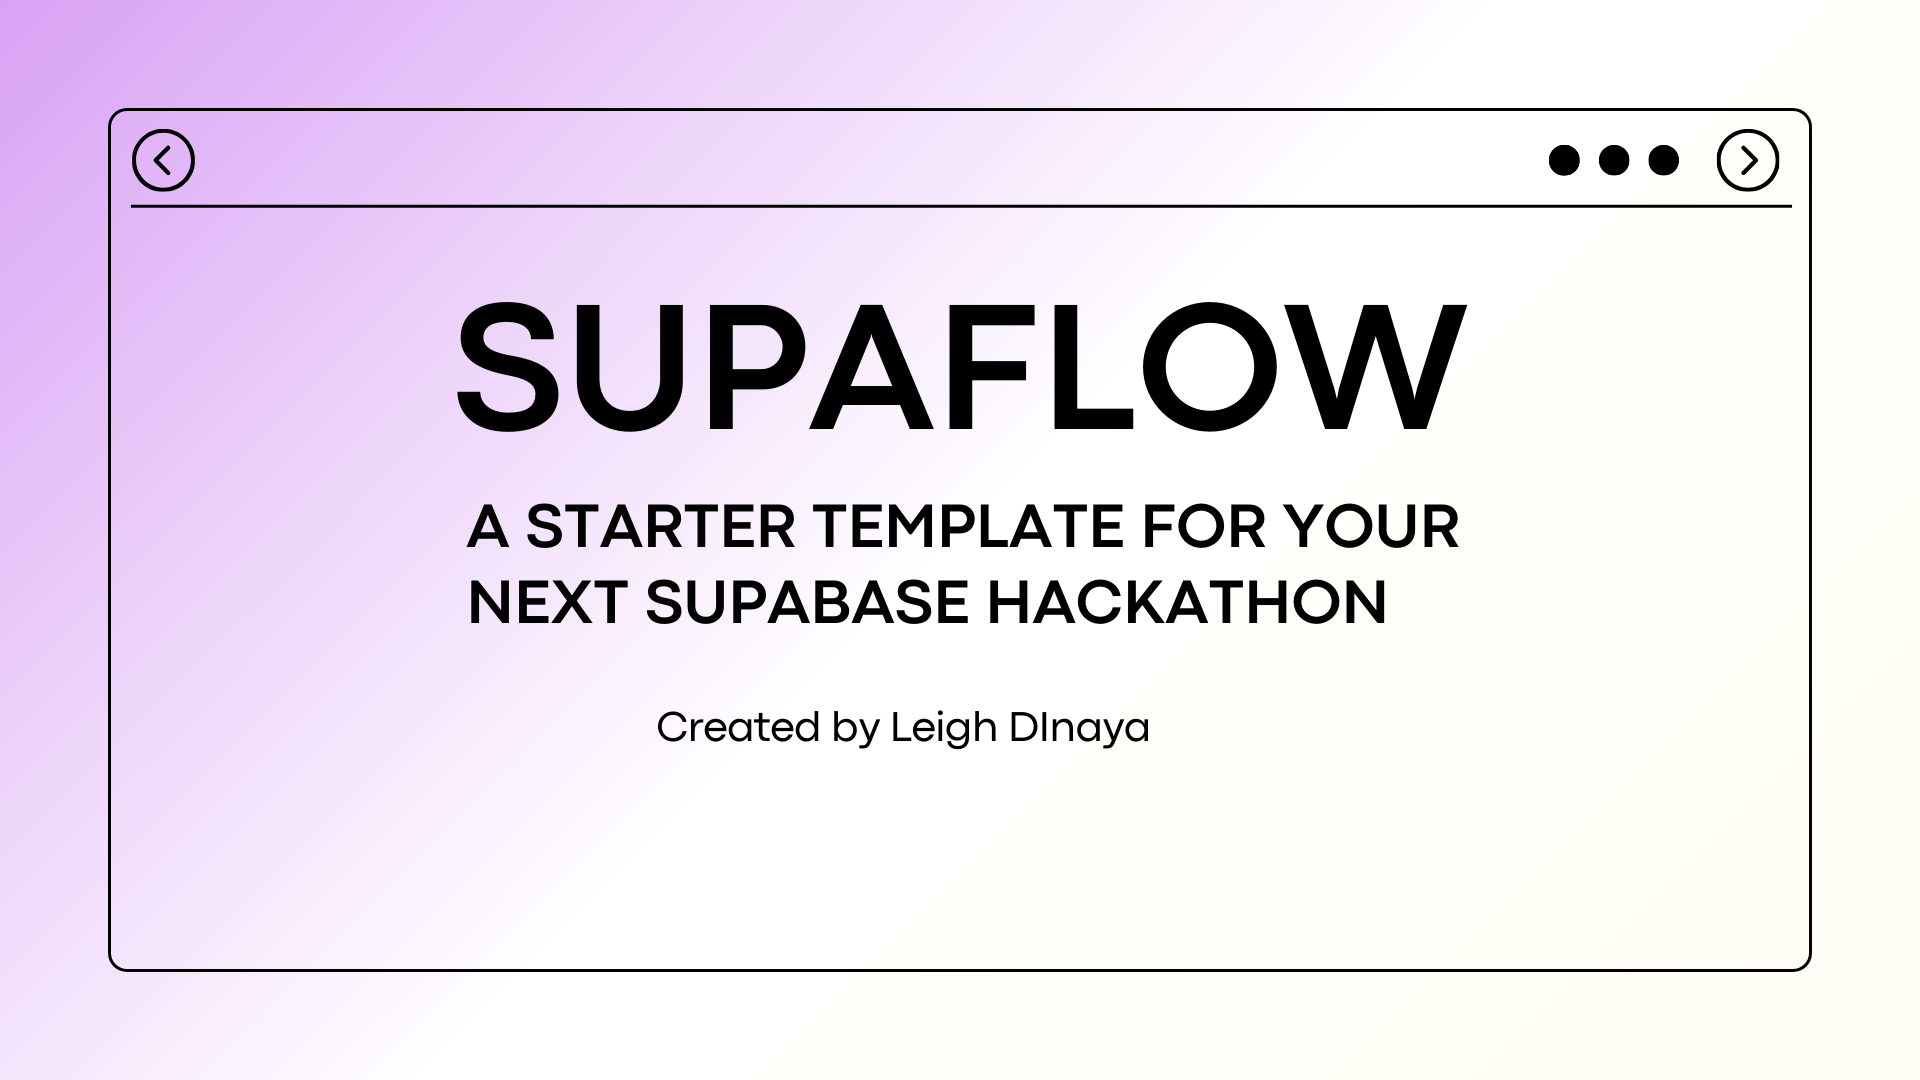 SUPAFLOW
A STARTER TEMPLATE FOR YOUR
NEXT SUPABASE HACKATHON
Created by Leigh DInaya